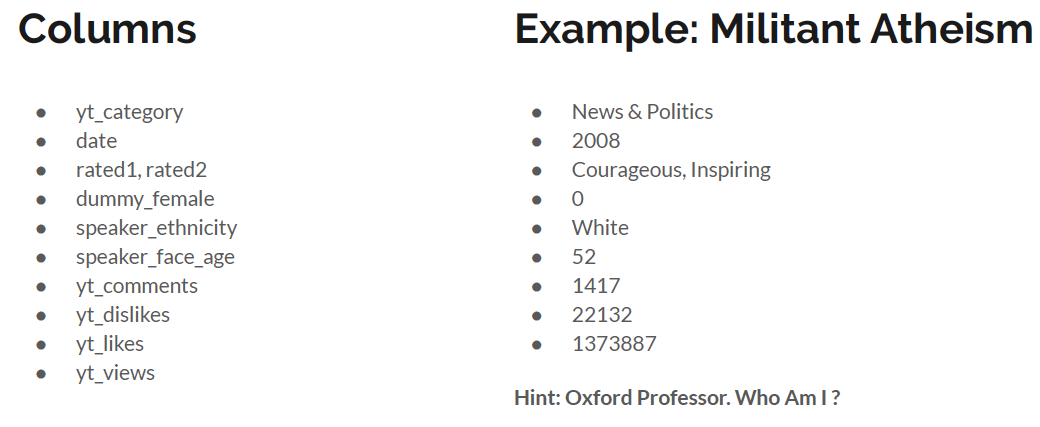 Columns
● yt_category
● date
● rated1, rated2
● dummy_female
● speaker_ethnicity
● speaker_face_age
● yt_comments
● yt_dislikes
● yt_likes
● yt_views
Example: Militant Atheism
● News & Politics
● 2008
● Courageous, Inspiring
● 0
● White
● 52
● 1417
● 22132
● 1373887
Hint: Oxford Professor. Who Am I ?